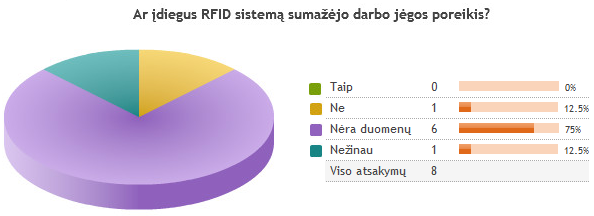 Ar įdiegus RFID sistemą sumažėjo darbo jėgos poreikis?
Taip 0 0%
Ne 1 12.5%
Nėra duomenų 6 75%
Nežinau 1 12.5%
Viso atsakymų 8